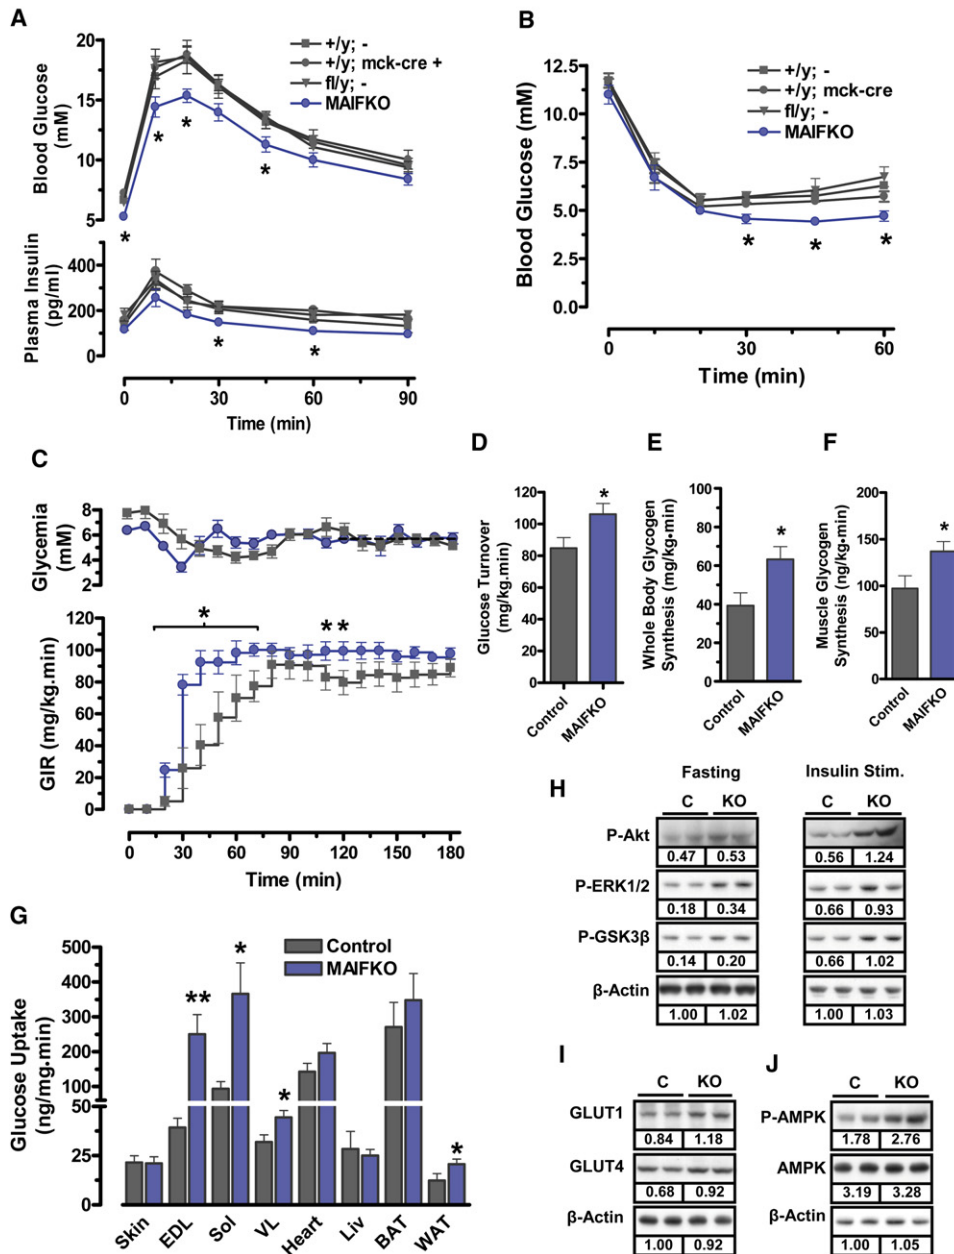 A
Blood Glucose
(mM)
20
15
10
5
+/y; -
+/y; mck-cre +
fl/y; -
MAIFKO
*
*
*
*
Plasma Insulin
(pg/ml)
400
200
0
*
*
0
30
60
90
Time (min)
B
Blood Glucose (mM)
12.5
10.0
7.5
5.0
2.5
0.0
+/y; -
+/y; mck-cre
fl/y; -
MAIFKO
*
*
*
0
30
60
Time (min)
C
Glycemia
(mM)
8
6
4
2
GIR (mg/kg.min)
120
100
80
60
40
20
0
*
**
0
30
60
90
120
150
180
Time (min)
D
Glucose Turnover
(mg/kg.min)
120
100
80
60
40
20
0
*
Control
MAIFKO
E
Whole Body Glycogen
Synthesis (mg/kg•min)
100
80
60
40
20
0
*
Control
MAIFKO
F
Muscle Glycogen
Synthesis (ng/kg•min)
200
150
100
50
0
*
Control
MAIFKO
G
Glucose Uptake
(ng/mg.min)
500
400
300
200
100
50
25
0
Control
MAIFKO
**
*
*
*
Skin
EDL
Sol
VL
Heart
Liv
BAT
WAT
H
Fasting
Insulin Stim.
C KO C KO
P-Akt
0.47 0.53 0.56 1.24
P-ERK1/2
0.18 0.34 0.66 0.93
P-GSK3β
0.14 0.20 0.66 1.02
β-Actin
1.00 1.02 1.00 1.03
I
C KO
GLUT1
0.84 1.18
GLUT4
0.68 0.92
β-Actin
1.00 0.92
J
C KO
P-AMPK
1.78 2.76
AMPK
3.19 3.28
β-Actin
1.00 1.05